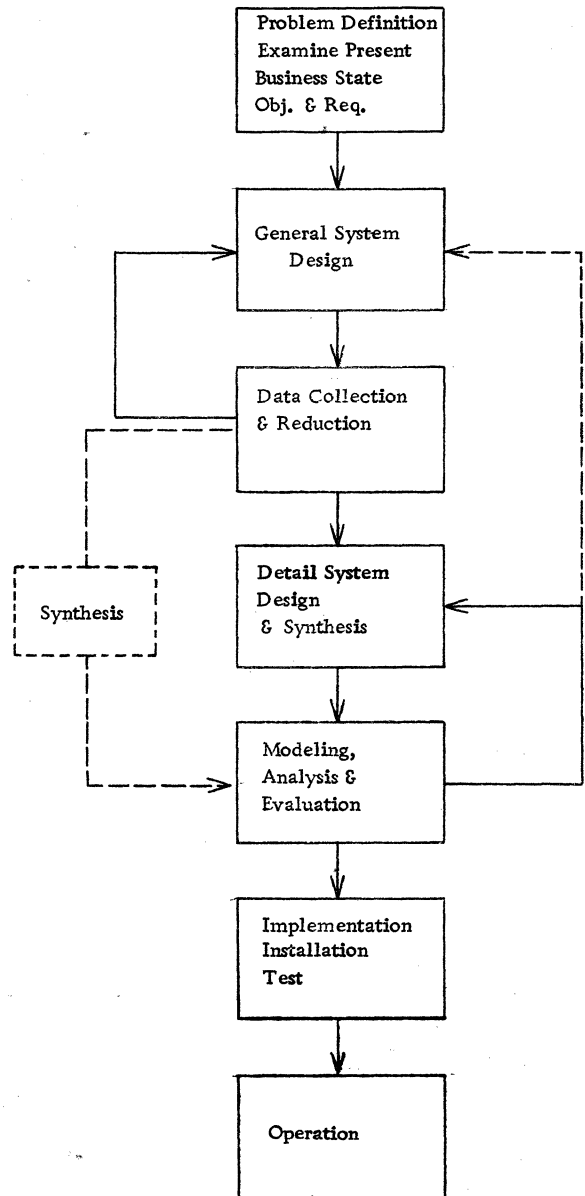 Problem Definition
Examine Present
Business State
Obj. & Req.
General System
Design
Data Collection
& Reduction
Synthesis
Detail System
Design
& Synthesis
Modeling,
Analysis &
Evaluation
Implementation
Installation
Test
Operation